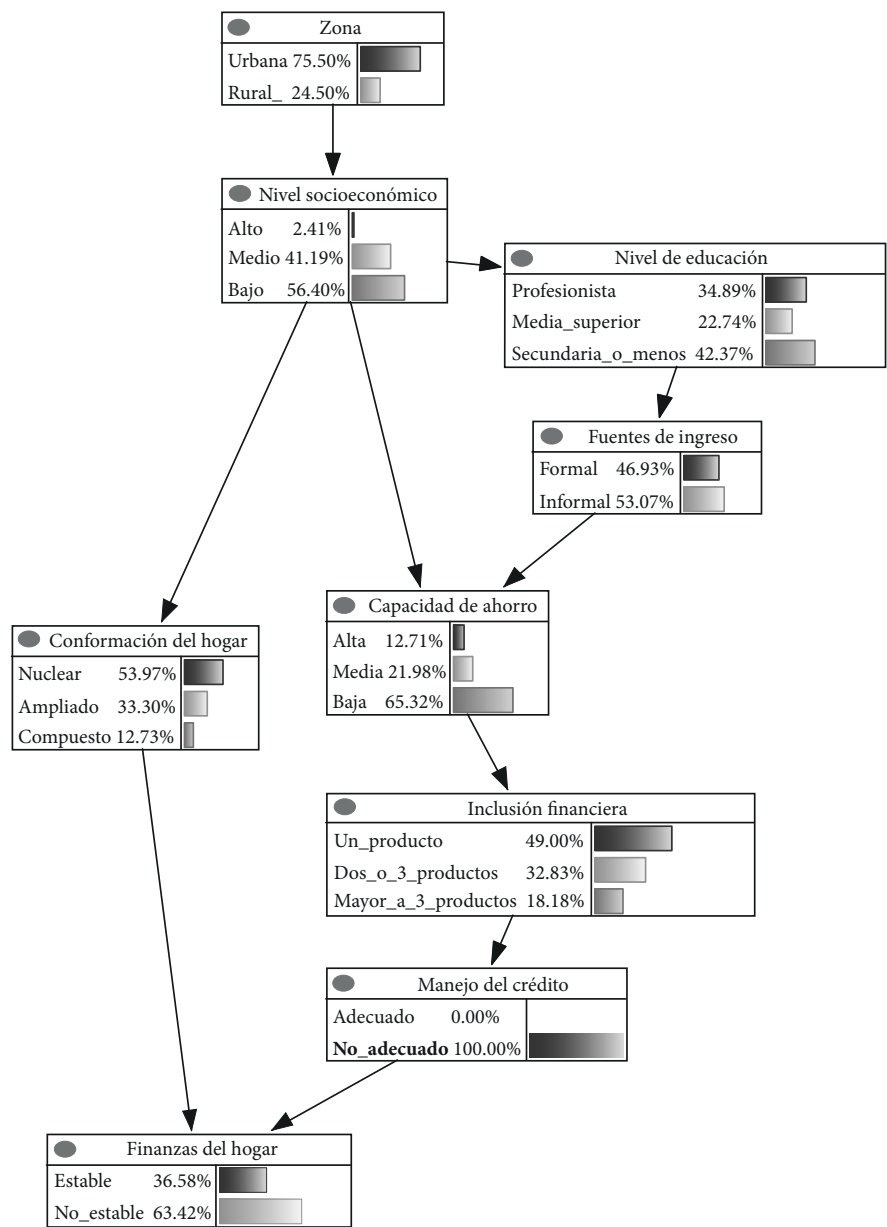 Zona
Urbana 75.50%
Rural_ 24.50%
Nivel socioeconómico
Alto 2.41%
Medio 41.19%
Bajo 56.40%
Nivel de educación
Profesionista 34.89%
Media_superior 22.74%
Secundaria_o_menos 42.37%
Fuentes de ingreso
Formal 46.93%
Informal 53.07%
Capacidad de ahorro
Alta 12.71%
Media 21.98%
Baja 65.32%
Conformación del hogar
Nuclear 53.97%
Ampliado 33.30%
Compuesto 12.73%
Inclusión financiera
Un_producto 49.00%
Dos_o_3_productos 32.83%
Mayor_a_3_productos 18.18%
Manejo del crédito
Adecuado 0.00%
No_adecuado 100.00%
Finanzas del hogar
Estable 36.58%
No_estable 63.42%